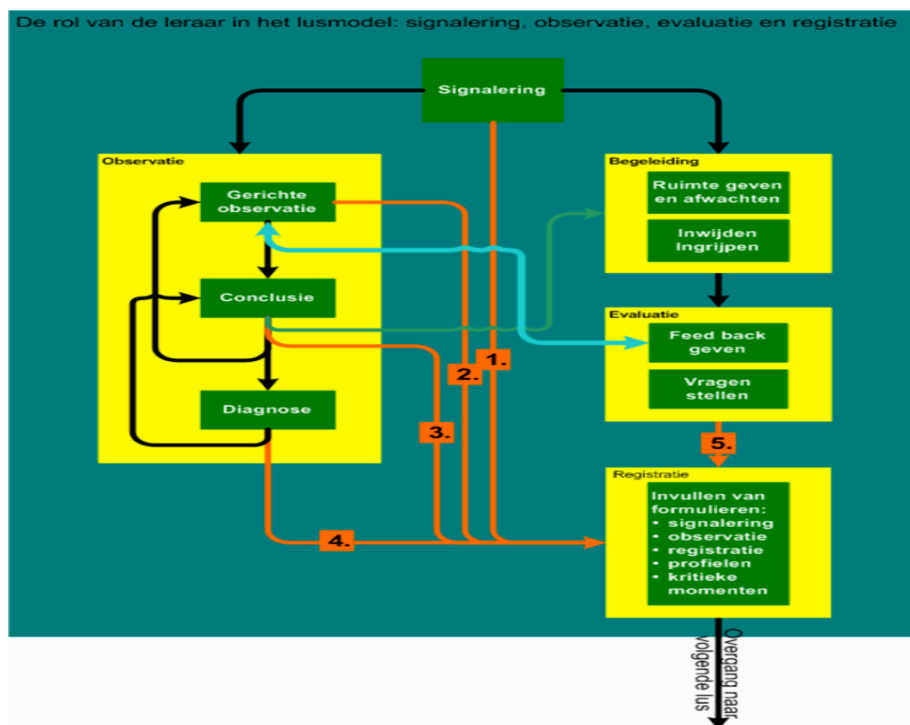 De rol van de leraar in het lusmodel: signalering, observatie, evaluatie en registratie
Signalering
Observatie
Gerichte
observatie
Conclusie
Diagnose
Begeleiding
Ruimte geven
en afwachten
Inwijden
Ingrijpen
Evaluatie
Feed back
geven
Vragen
stellen
1.
2.
3.
4.
5.
Registratie
Invullen van
formulieren:
• signalering
• observatie
• registratie
• profielen
• kritieke
momenten
Overgang naar
volgende lus